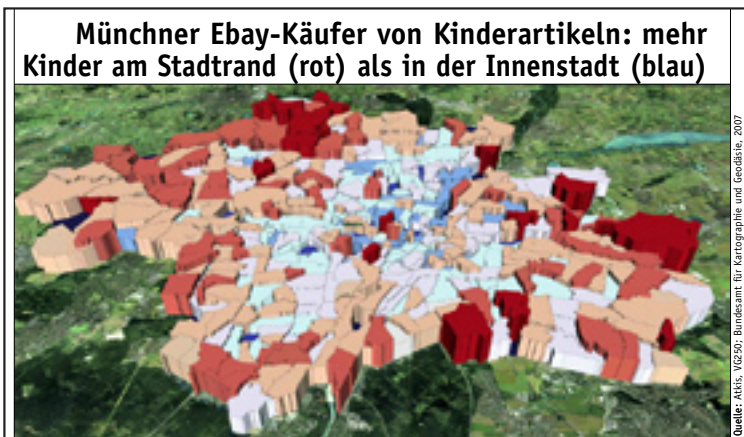 Münchner Ebay-Käufer von Kinderartikeln: mehr
Kinder am Stadtrand (rot) als in der Innenstadt (blau)
Quelle: Atkis, VG250; Bundesamt für Kartographie und Geodäsie, 2007